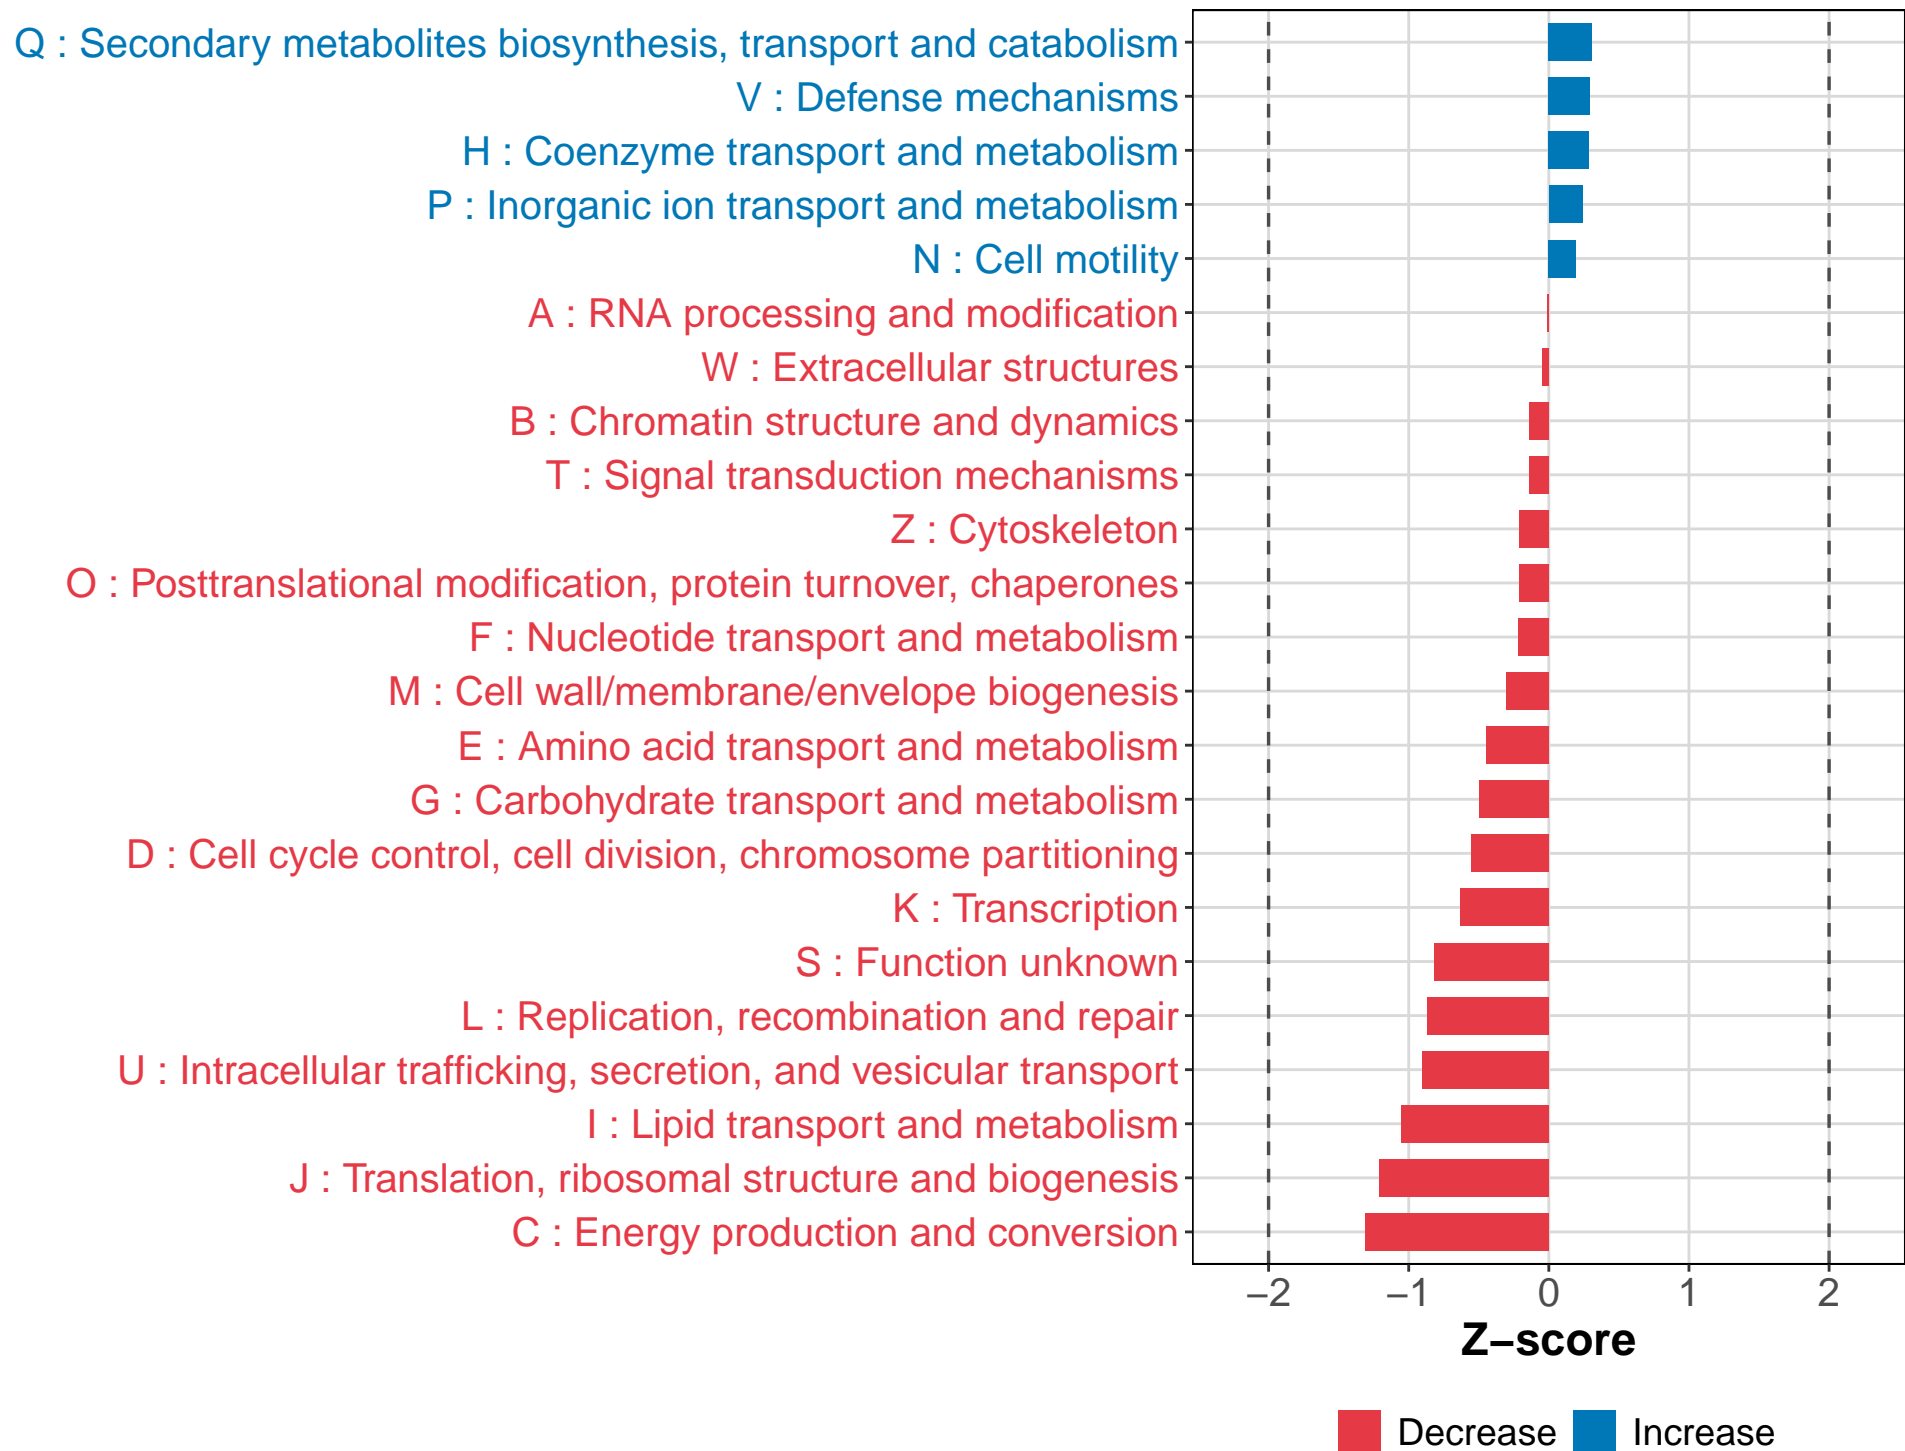 Q : Secondary metabolites biosynthesis, transport and catabolism
V : Defense mechanisms
H : Coenzyme transport and metabolism
P : Inorganic ion transport and metabolism
N : Cell motility
A : RNA processing and modification
W : Extracellular structures
B : Chromatin structure and dynamics
T : Signal transduction mechanisms
Z : Cytoskeleton
O : Posttranslational modification, protein turnover, chaperones
F : Nucleotide transport and metabolism
M : Cell wall/membrane/envelope biogenesis
E : Amino acid transport and metabolism
G : Carbohydrate transport and metabolism
D : Cell cycle control, cell division, chromosome partitioning
K : Transcription
S : Function unknown
L : Replication, recombination and repair
U : Intracellular trafficking, secretion, and vesicular transport
I : Lipid transport and metabolism
J : Translation, ribosomal structure and biogenesis
C : Energy production and conversion
−2 −1 0 1 2
Z−score
Decrease Increase